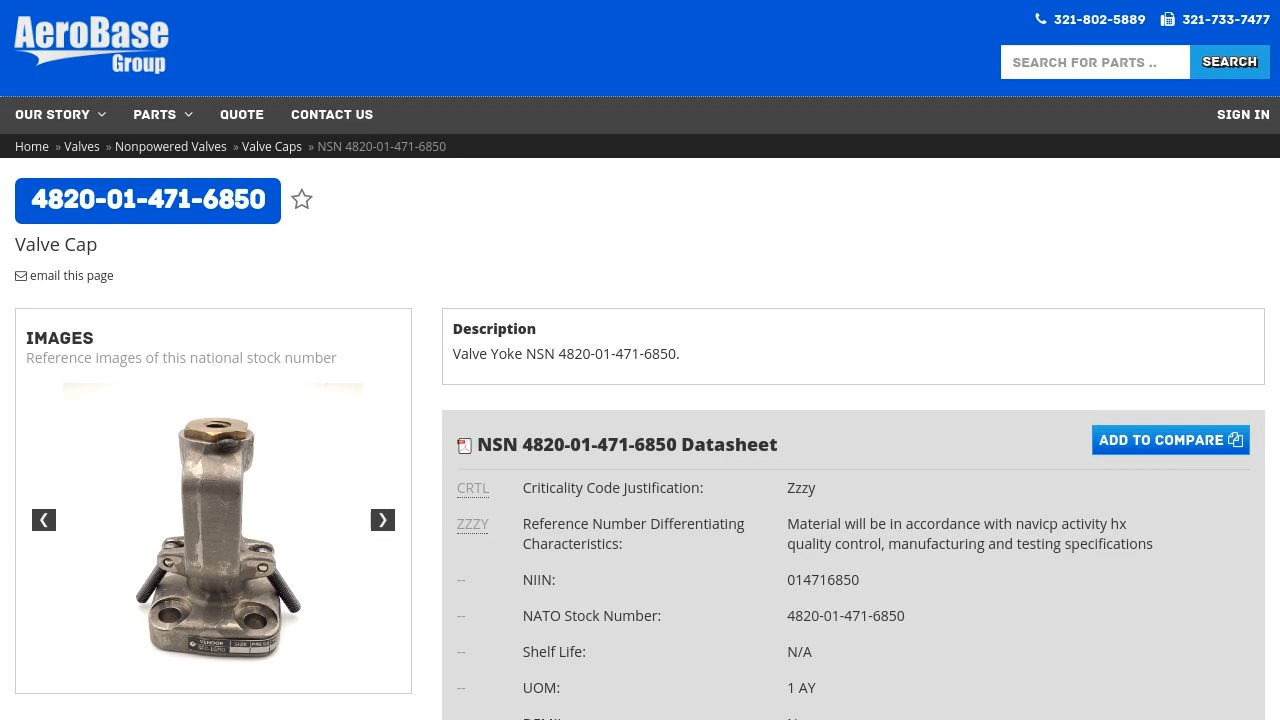 AeroBase
Group
321-802-5889
321-733-7477
SEARCH FOR PARTS ..
SEARCH
OUR STORY
PARTS
QUOTE
CONTACT US
SIGN IN
Home » Valves » Nonpowered Valves » Valve Caps » NSN 4820-01-471-6850
4820-01-471-6850
Valve Cap
email this page
IMAGES
Reference images of this national stock number
VENDOR
SIZE
PRESS
Description
Valve Yoke NSN 4820-01-471-6850.
NSN 4820-01-471-6850 Datasheet
ADD TO COMPARE
CRTL Criticality Code Justification: Zzzy
ZZZY Reference Number Differentiating Characteristics: Material will be in accordance with navicp activity hx
quality control, manufacturing and testing specifications
-- NIIN: 014716850
-- NATO Stock Number: 4820-01-471-6850
-- Shelf Life: N/A
-- UOM: 1 AY